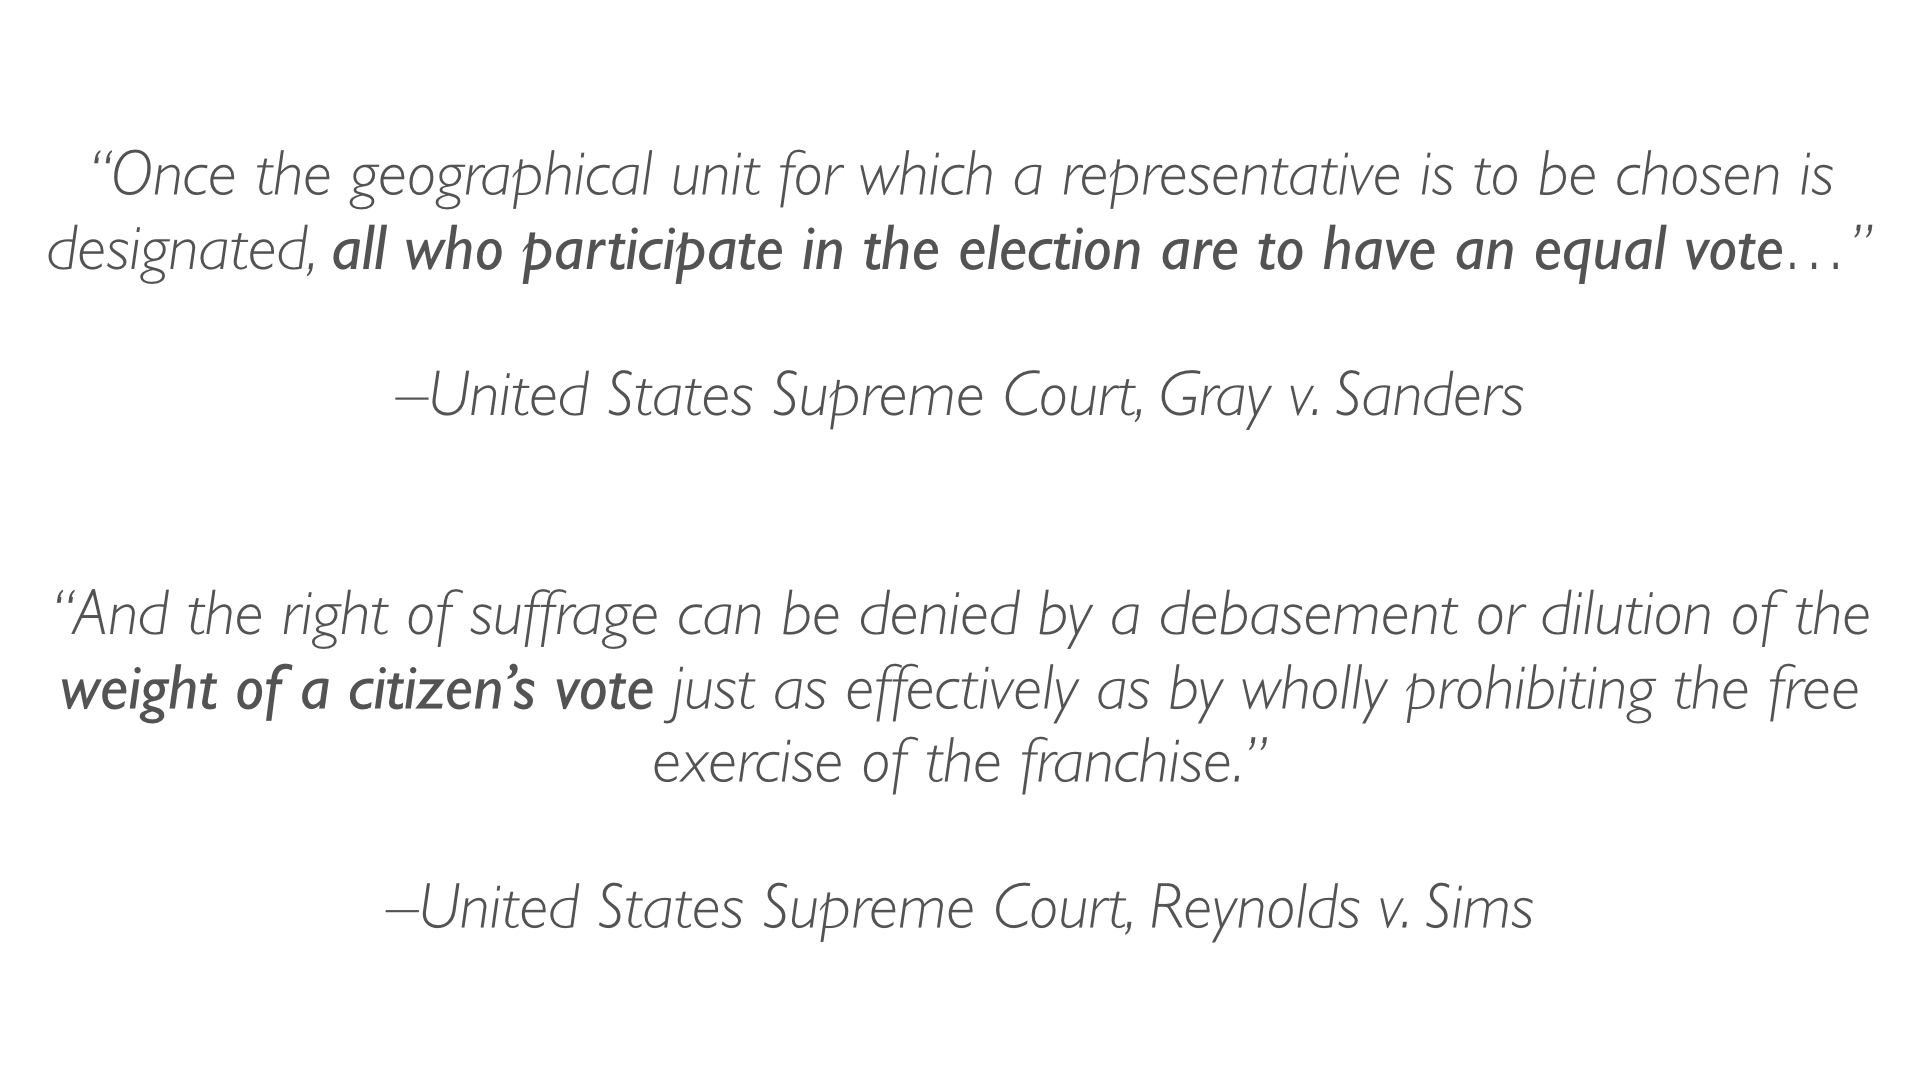 “Once the geographical unit for which a representative is to be chosen is
designated, all who participate in the election are to have an equal vote…”
–United States Supreme Court, Gray v. Sanders
“And the right of suffrage can be denied by a debasement or dilution of the
weight of a citizen’s vote just as effectively as by wholly prohibiting the free
exercise of the franchise.”
–United States Supreme Court, Reynolds v. Sims